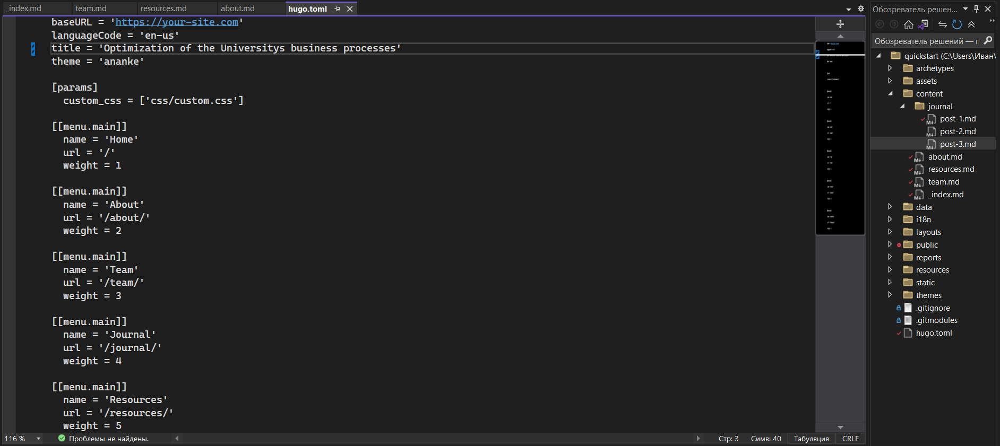 _index.md
team.md
resources.md
about.md
hugo.toml
baseURL = 'https://your-site.com'
languageCode = 'en-us'
title = 'Optimization of the Universitys business processes'
theme = 'ananke'
[params]
custom_css = ['css/custom.css']
[[menu.main]]
name = 'Home'
url = '/'
weight = 1
[[menu.main]]
name = 'About'
url = '/about/'
weight = 2
[[menu.main]]
name = 'Team'
url = '/team/'
weight = 3
[[menu.main]]
name = 'Journal'
url = '/journal/'
weight = 4
[[menu.main]]
name = 'Resources'
url = '/resources/'
weight = 5
116 %
Проблемы не найдены.
Стр: 3
Симв: 40
Табуляция
CRLF
Обозреватель решен...
Обозреватель решений — г
quickstart (C:\Users\Иван\
archetypes
assets
content
journal
post-1.md
post-2.md
post-3.md
about.md
resources.md
team.md
_index.md
data
i18n
layouts
public
reports
resources
static
themes
.gitignore
.gitmodules
hugo.toml